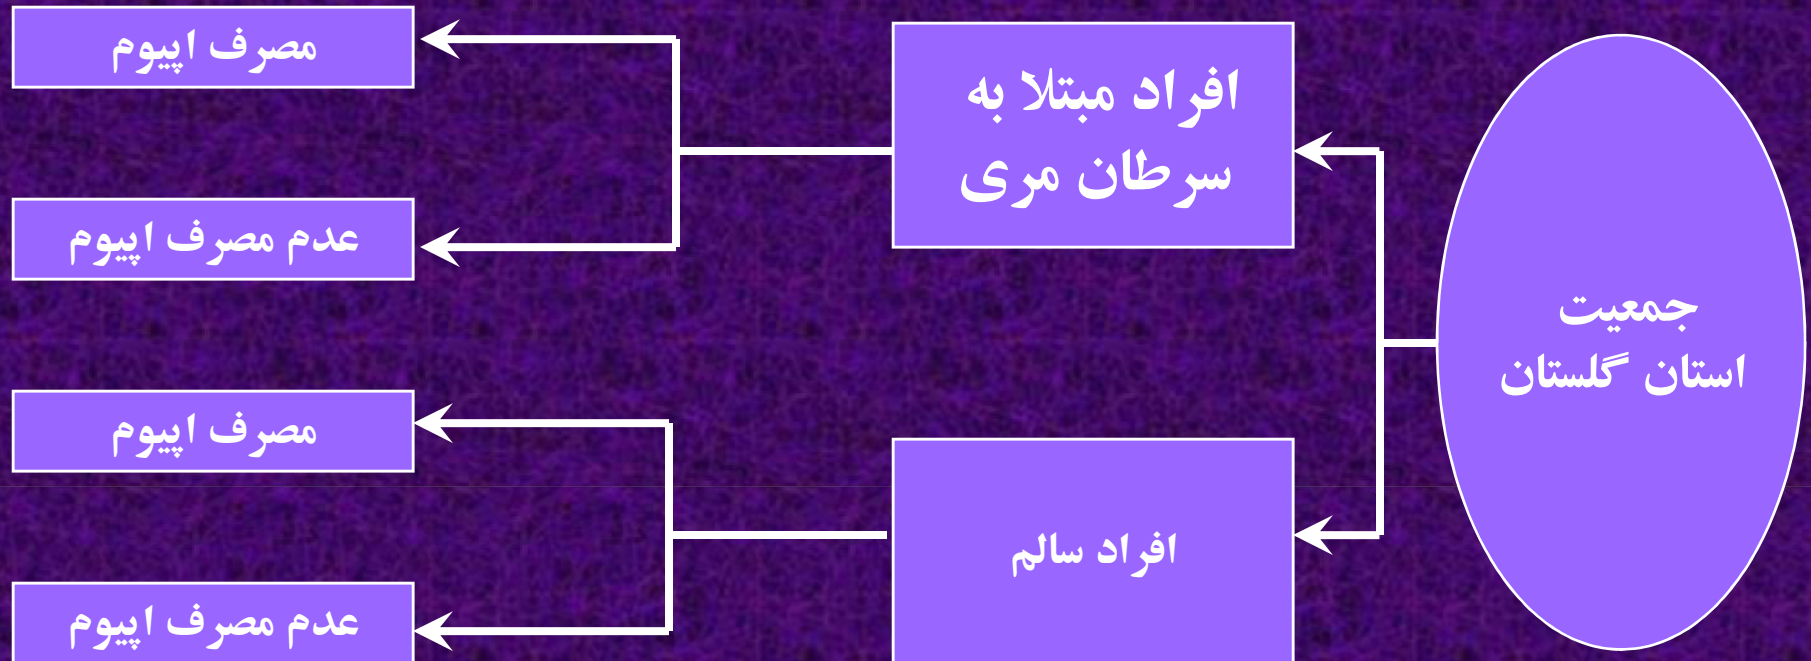 جمعیت
استان گلستان
افراد مبتلا به
سرطان مری
مصرف اپیوم
عدم مصرف اپیوم
افراد سالم
مصرف اپیوم
عدم مصرف اپیوم